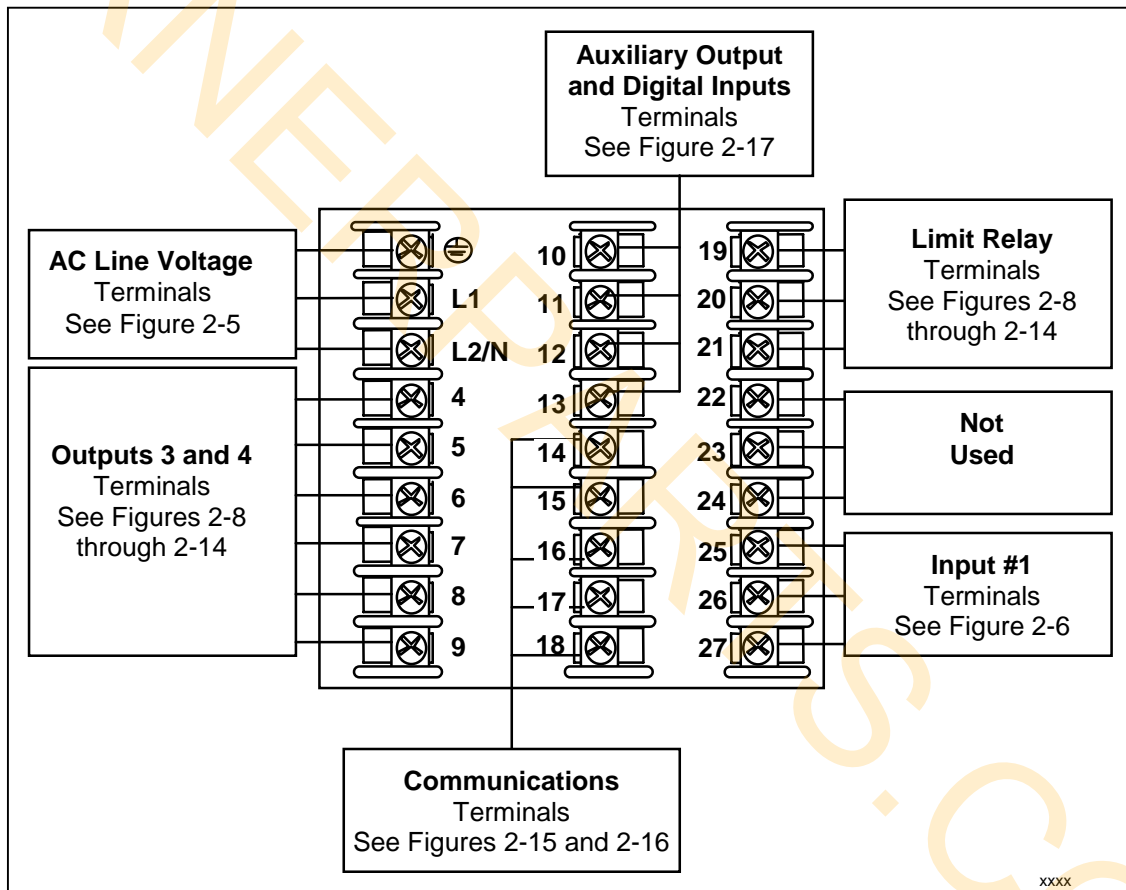 Auxiliary Output
and Digital Inputs
Terminals
See Figure 2-17
AC Line Voltage
Terminals
See Figure 2-5
Outputs 3 and 4
Terminals
See Figures 2-8
through 2-14
L1
L2/N
4
5
6
7
8
9
10
11
12
13
14
15
16
17
18
19
20
21
22
23
24
25
26
27
Limit Relay
Terminals
See Figures 2-8
through 2-14
Not
Used
Input #1
Terminals
See Figure 2-6
Communications
Terminals
See Figures 2-15 and 2-16
xxxx